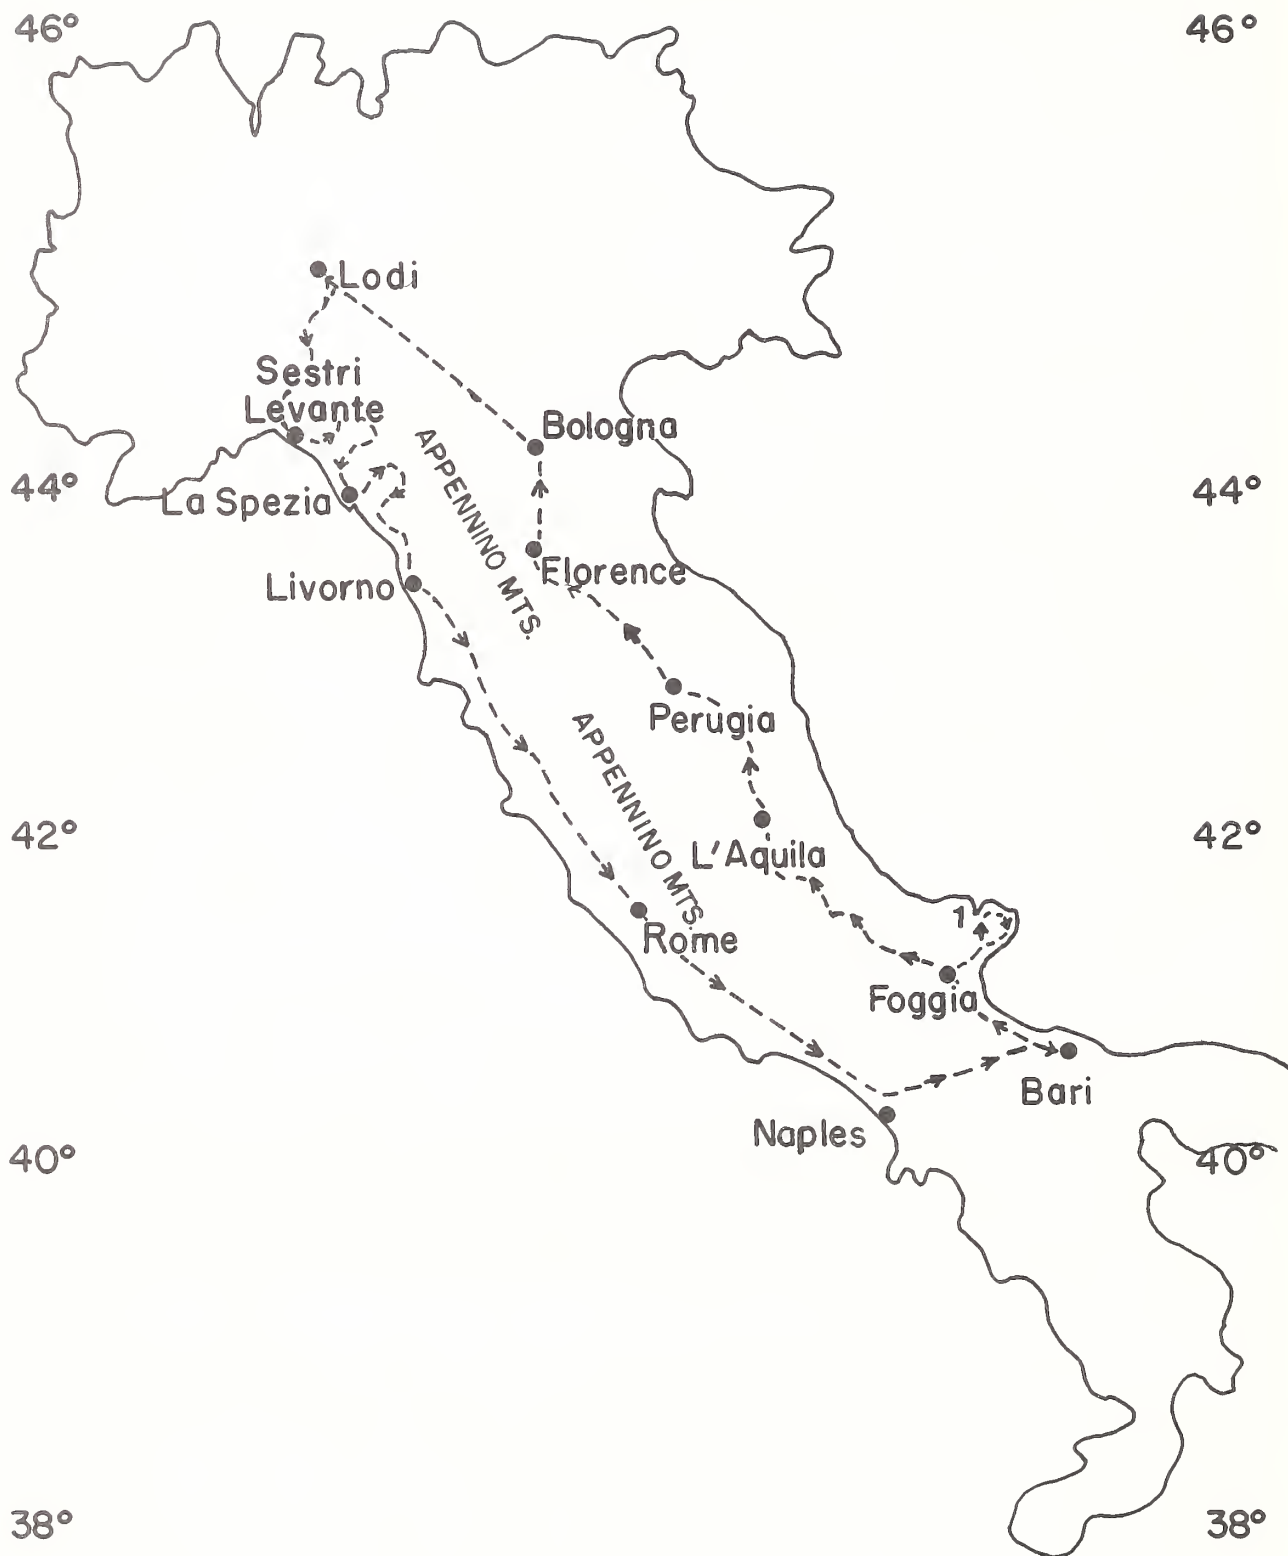 46° 46°
Lodi
Sestri
Levante
Bologna
APPENNINO MTS.
44° La Spezia 44°
Florence
Livorno
Perugia
APPENNINO MTS.
42° 42°
L'Aquila
1
Rome
Foggia
Bari
Naples
40° 40°
38° 38°